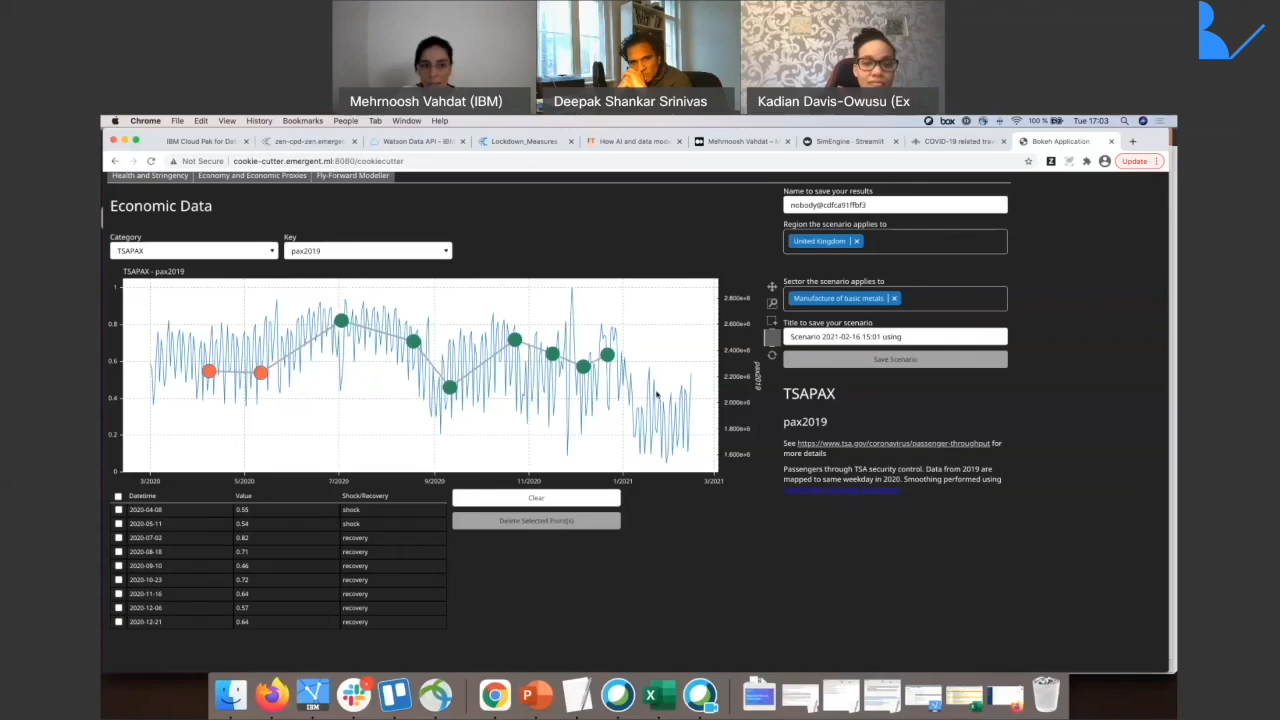 Mehrnoosh Vahdat (IBM)
Deepak Shankar Srinivas
Kadian Davis-Owusu (Ex
Chrome File Edit View History Bookmarks People Tab Window Help
box 100 % Tue 17:03
IBM Cloud Pak for Dat
zen-cpd-zen.emerge
Watson Data API - IBM
Lockdown_Measures
FT How AI and data mode
Mehrnoosh Vahdat –
SimEngine - Streamlit
COVID-19 related trav
Bokeh Application
Not Secure cookie-cutter.emergent.ml:8080/cookiecutter
Update
Health and Stringency Economy and Economic Proxies Fly-Forward Modeller
Economic Data
Category Key
TSAPAX pax2019
TSAPAX - pax2019
1
0.8
0.6
0.4
0.2
0
2.800e+6
2.600e+6
2.400e+6
2.200e+6
2.000e+6
1.800e+6
1.600e+6
pax2019
3/2020 5/2020 7/2020 9/2020 11/2020 1/2021 3/2021
Datetime Value Shock/Recovery
2020-04-08 0.55 shock
2020-05-11 0.54 shock
2020-07-02 0.82 recovery
2020-08-18 0.71 recovery
2020-09-10 0.46 recovery
2020-10-23 0.72 recovery
2020-11-16 0.64 recovery
2020-12-06 0.57 recovery
2020-12-21 0.64 recovery
Clear
Delete Selected Point(s)
Name to save your results
nobody@cdfca91ffbf3
Region the scenario applies to
United Kingdom
Sector the scenario applies to
Manufacture of basic metals
Title to save your scenario
Scenario 2021-02-16 15:01 using
Save Scenario
TSAPAX
pax2019
See https://www.tsa.gov/coronavirus/passenger-throughput for
more details
Passengers through TSA security control. Data from 2019 are
mapped to same weekday in 2020. Smoothing performed using
IBM